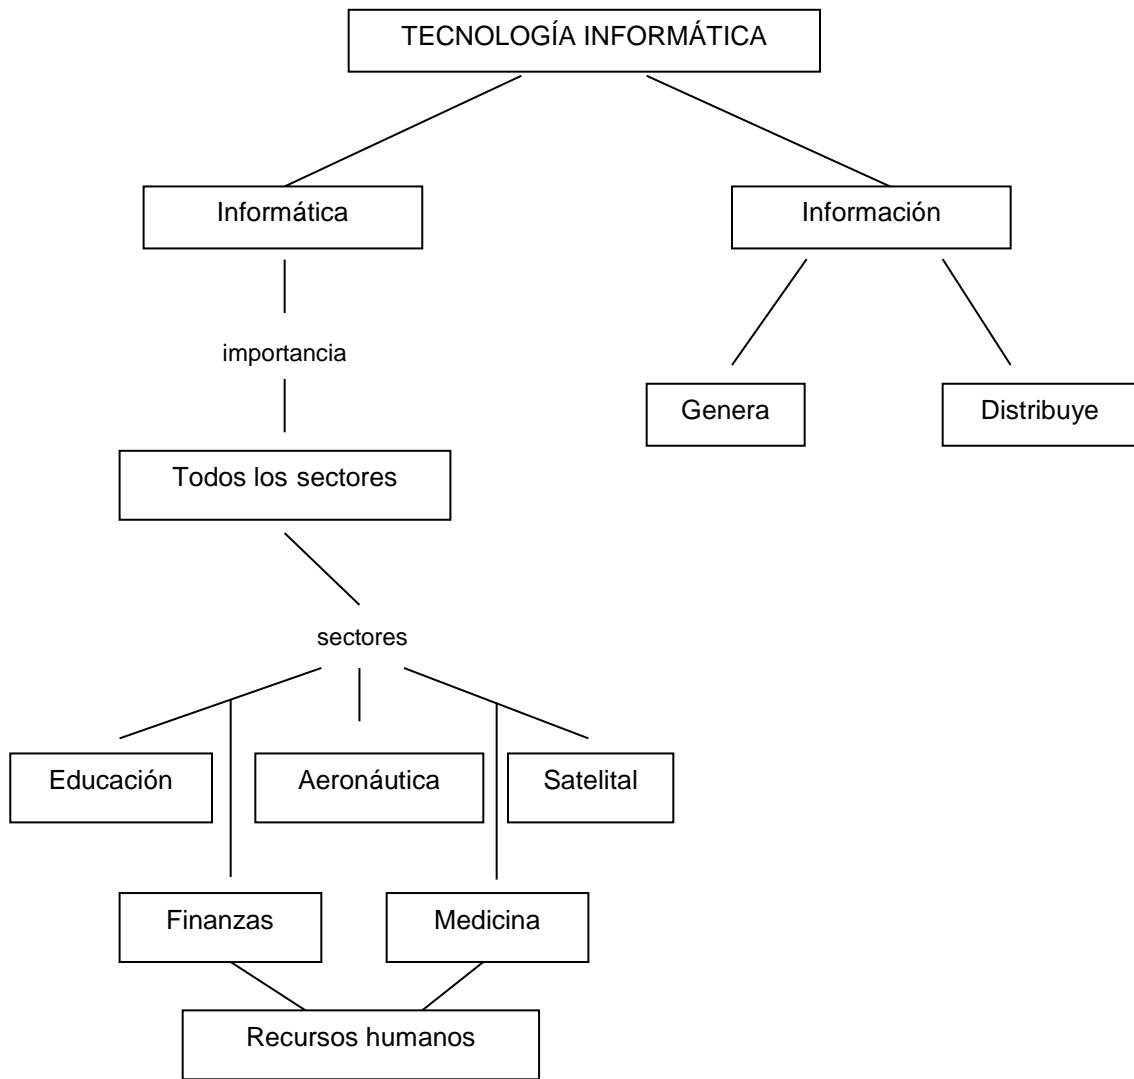 TECNOLOGÍA INFORMÁTICA
Informática
Información
importancia
Genera
Distribuye
Todos los sectores
sectores
Educación
Aeronáutica
Satelital
Finanzas
Medicina
Recursos humanos